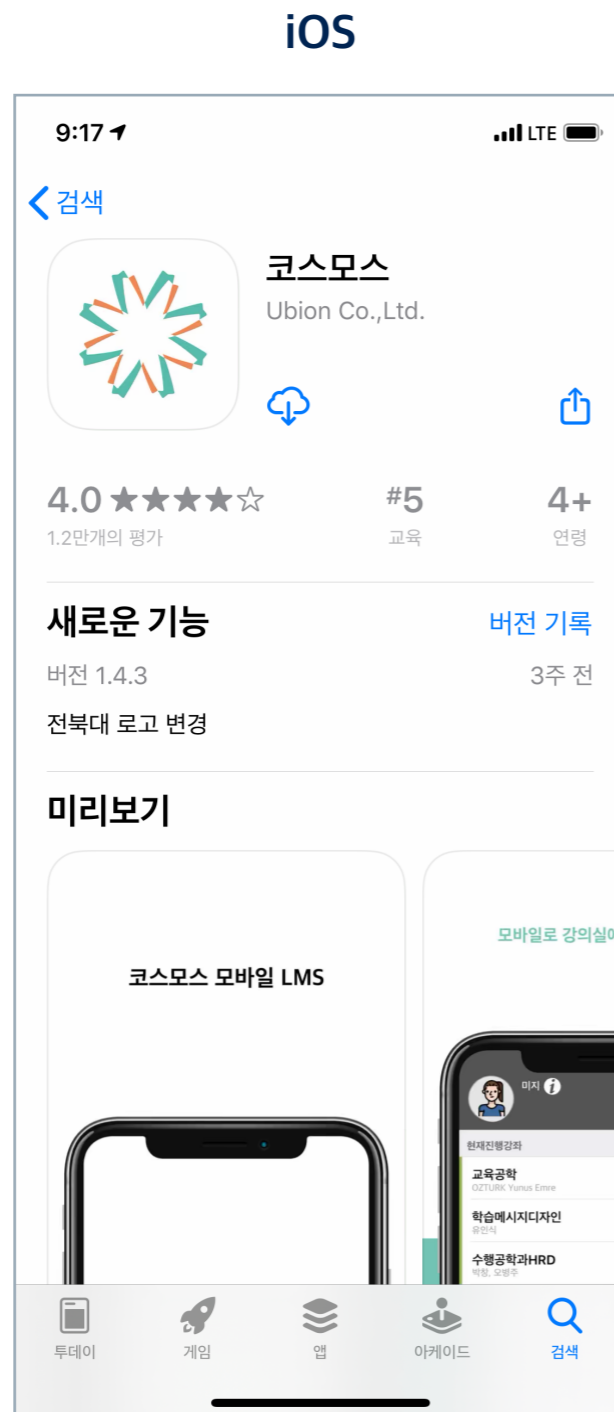 iOS
9:17
LTE
검색
코스모스
Ubion Co.,Ltd.
4.0
#5
4+
1.2만개의 평가
교육
연령
새로운 기능
버전 기록
버전 1.4.3
3주 전
전북대 로고 변경
미리보기
코스모스 모바일 LMS
모바일로 강의실에
미지
현재진행강좌
교육공학
OZTURK Yunus Emre
학습메시지디자인
유인식
수행공학과HRD
박창, 오병주
투데이
게임
앱
아케이드
검색